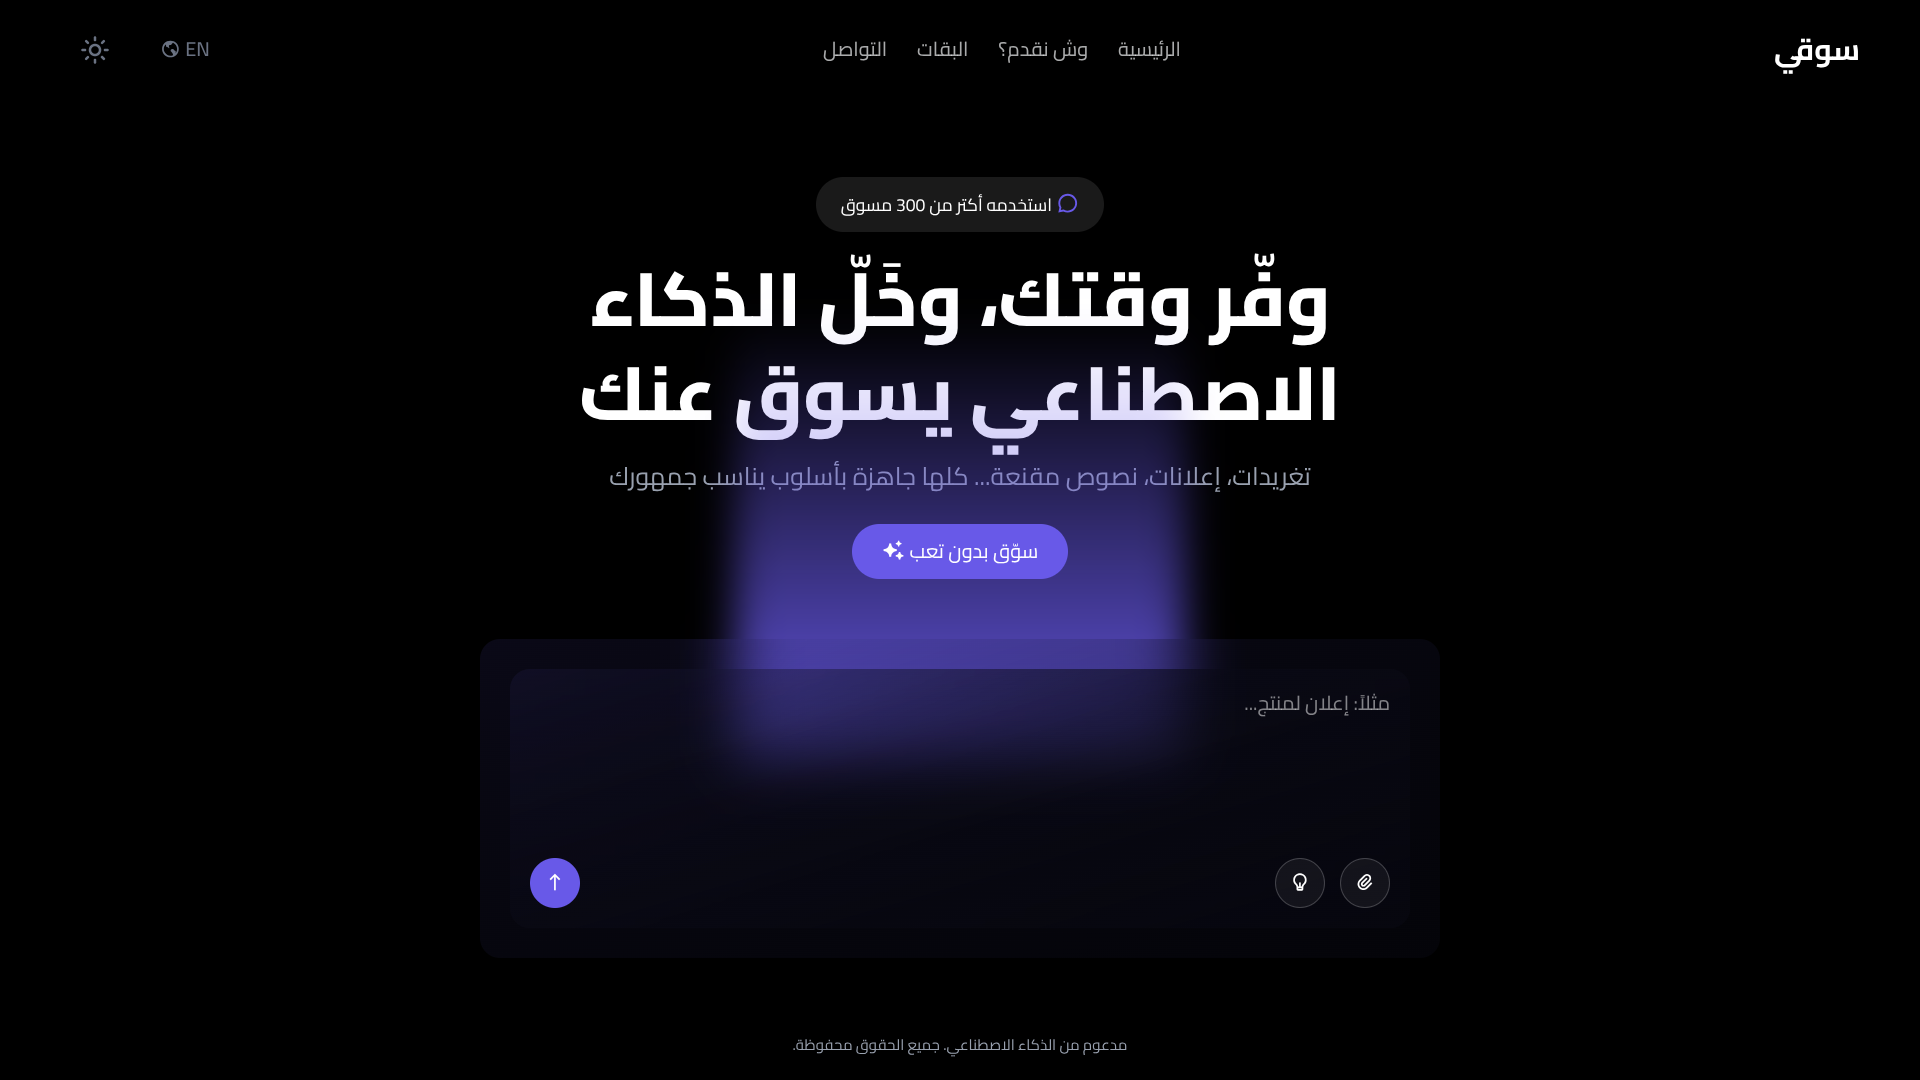 سوقي
الرئيسية
وش نقدم؟
البقات
التواصل
EN
استخدمه أكتر من 300 مسوق
وفّر وقتك، وخَلّ الذكاء
الاصطناعي يسوق عنك
تغريدات، إعلانات، نصوص مقنعة... كلها جاهزة بأسلوب يناسب جمهورك
سوّق بدون تعب
مثلاً: إعلان لمنتج...
مدعوم من الذكاء الاصطناعي. جميع الحقوق محفوظة.